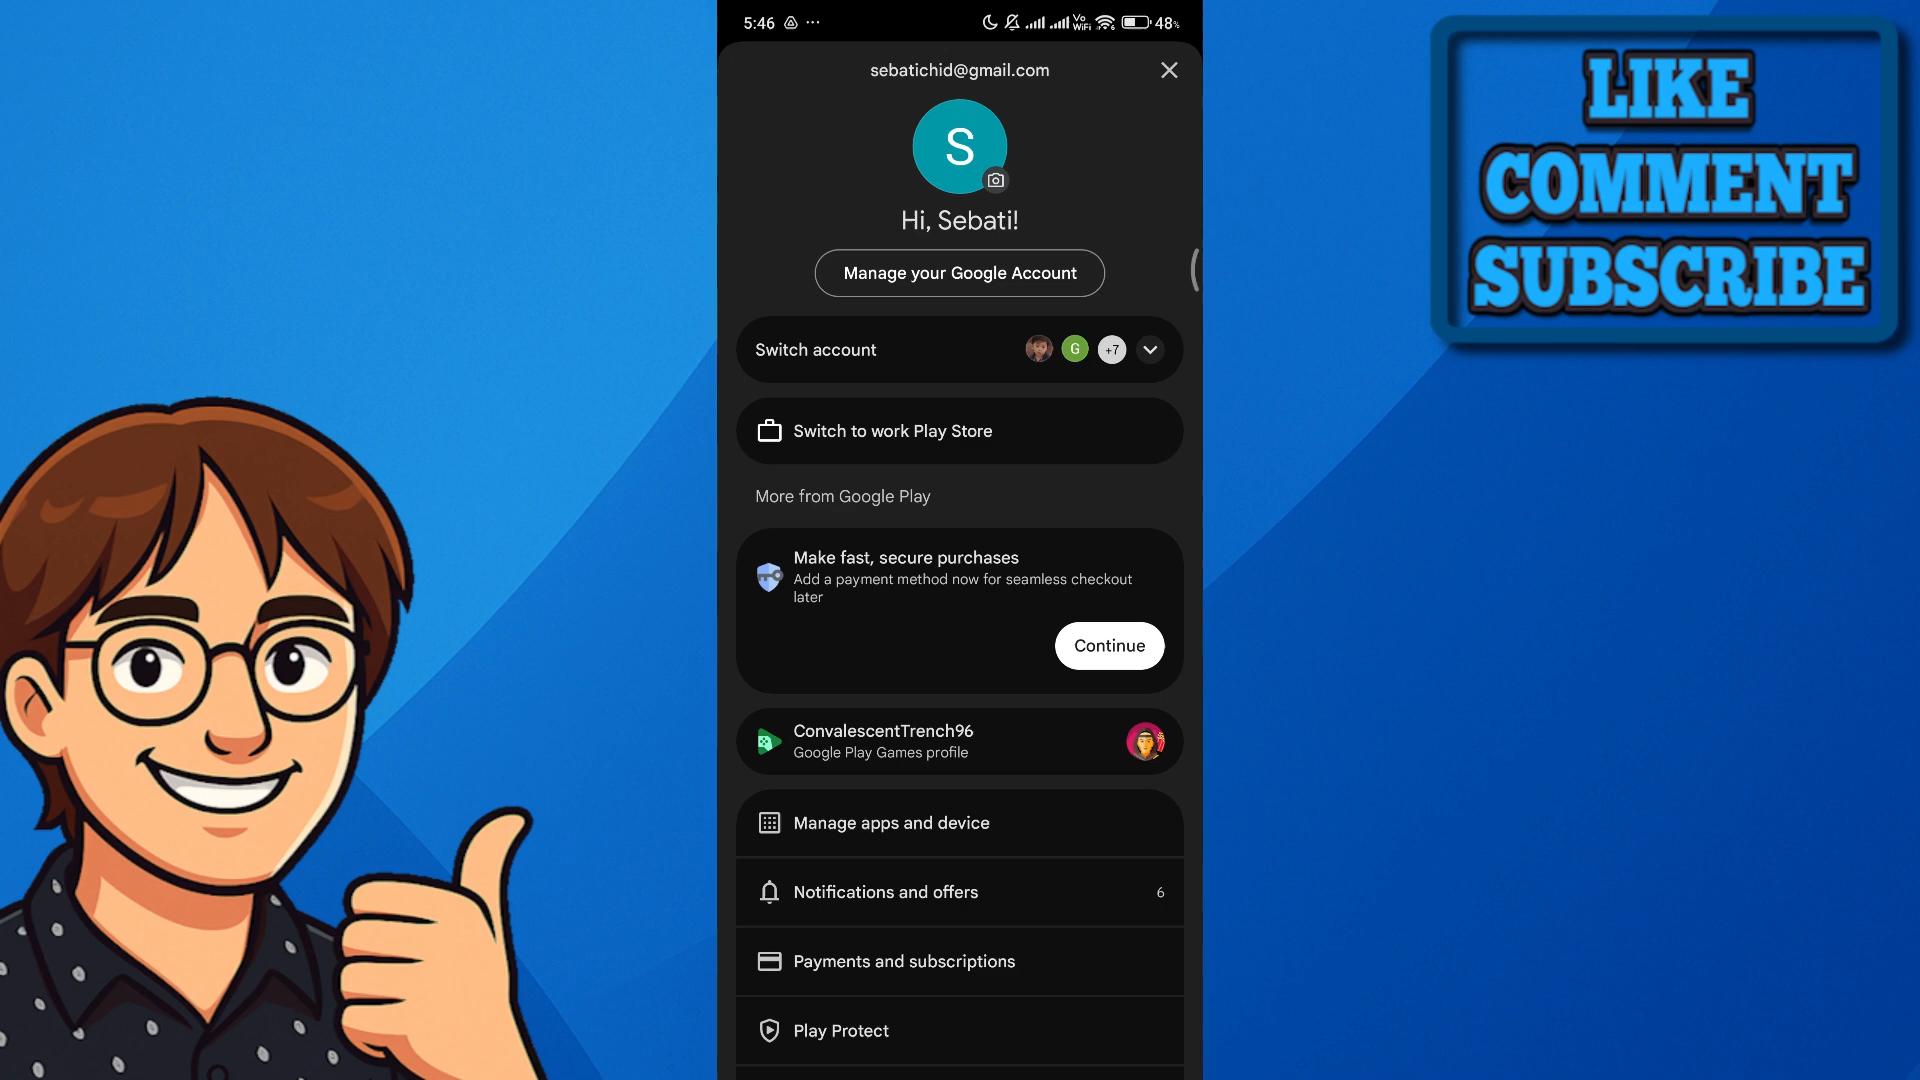 5:46
Vo
WiFi
6
48%
sebatichid@gmail.com
S
Hi, Sebati!
Manage your Google Account
Switch account
G
+7
Switch to work Play Store
More from Google Play
Make fast, secure purchases
Add a payment method now for seamless checkout
later
Continue
ConvalescentTrench96
Google Play Games profile
Manage apps and device
Notifications and offers
6
Payments and subscriptions
Play Protect
LIKE
COMMENT
SUBSCRIBE